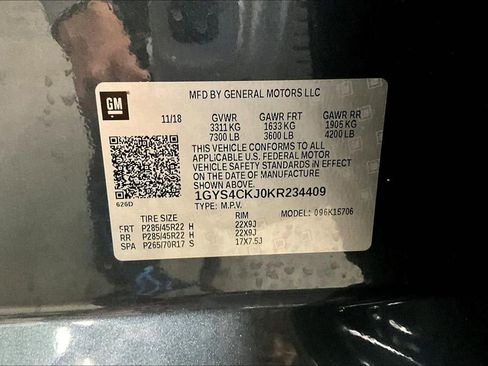 MFD BY GENERAL MOTORS LLC
GM
11/18 GVWR GAWR FRT GAWR RR
3311 KG 1633 KG 1905 KG
7300 LB 3600 LB 4200 LB
THIS VEHICLE CONFORMS TO ALL
APPLICABLE U.S. FEDERAL MOTOR
VEHICLE SAFETY STANDARDS IN EFFECT
ON THE DATE OF MANUFACTURE
SHOWN ABOVE.
1GYS4CKJ0KR234409
626D TYPE: M.P.V.
TIRE SIZE RIM MODEL: 096K15706
FRT P285/45R22 H 22X9J
RR P285/45R22 H 22X9J
SPA P265/70R17 S 17X7.5J